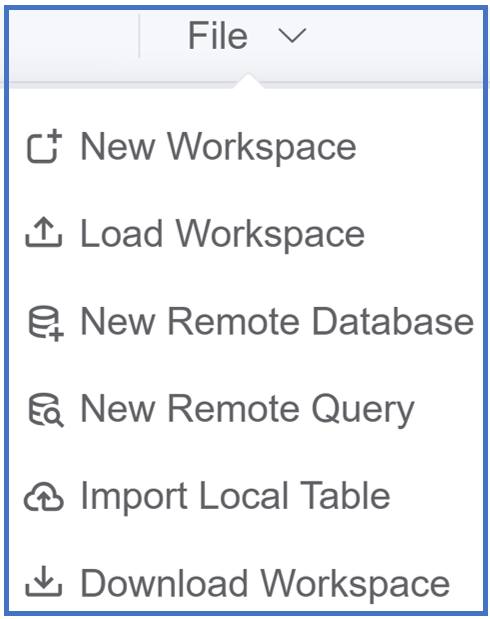 File
New Workspace
Load Workspace
New Remote Database
New Remote Query
Import Local Table
Download Workspace